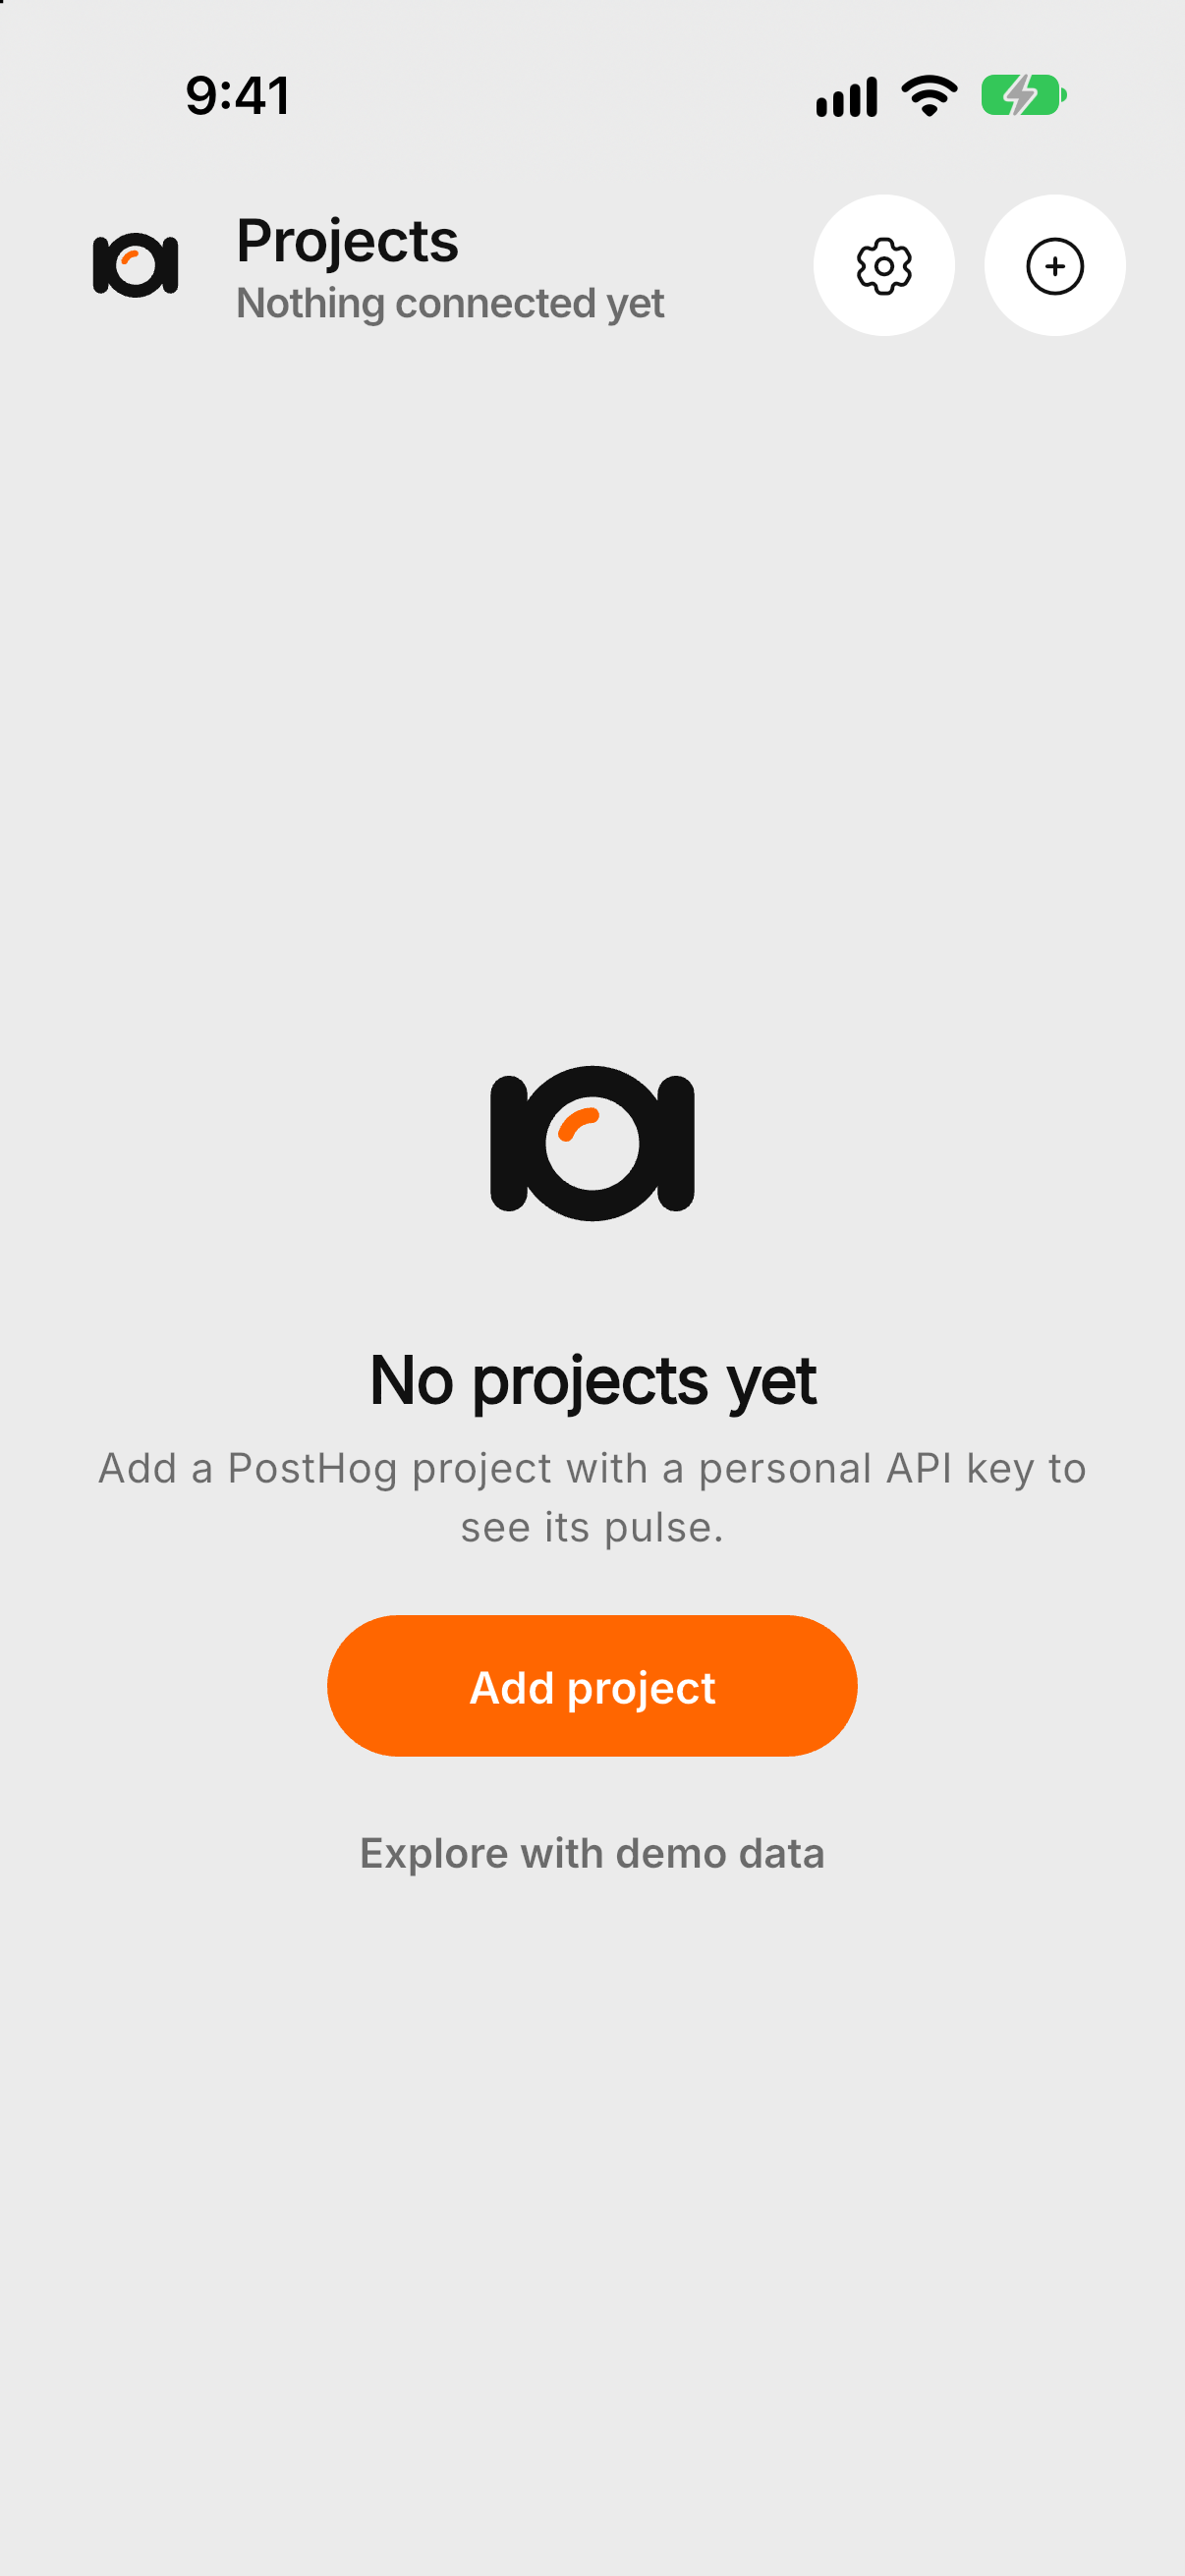 9:41
Projects
Nothing connected yet
No projects yet
Add a PostHog project with a personal API key to
see its pulse.
Add project
Explore with demo data